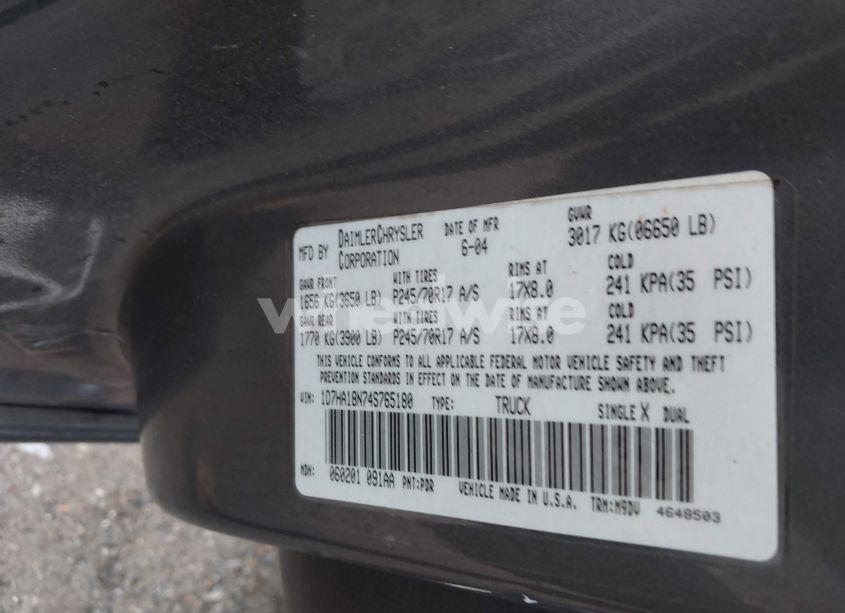 MFD BY DAIMLERCHRYSLER CORPORATION DATE OF MFR 6-04 GVWR 3017 KG(06650 LB)
GAWR FRONT WITH TIRES RIMS AT COLD
1656 KG(3650 LB) P245/70R17 A/S 17X8.0 241 KPA(35 PSI)
GAWR REAR WITH TIRES RIMS AT COLD
1770 KG(3900 LB) P245/70R17 A/S 17X8.0 241 KPA(35 PSI)
THIS VEHICLE CONFORMS TO ALL APPLICABLE FEDERAL MOTOR VEHICLE SAFETY AND THEFT
PREVENTION STANDARDS IN EFFECT ON THE DATE OF MANUFACTURE SHOWN ABOVE.
VIN: 1D7HA18N74S765180 TYPE: TRUCK SINGLE X DUAL
MDH: 060201 091AA PNT:PDR VEHICLE MADE IN U.S.A. TRM:M9DV 4648503